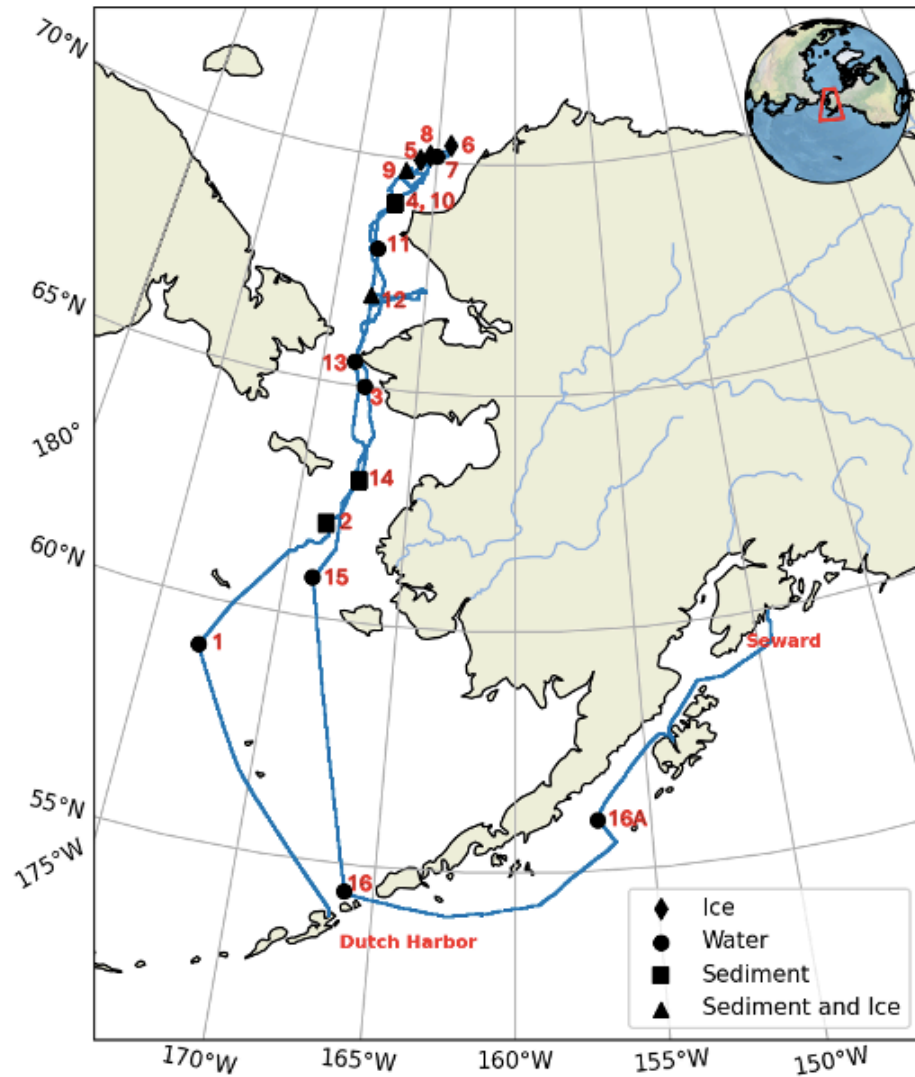 70°N
8
5
6
9
7
4, 10
11
65°N
12
13
3
180°
14
2
60°N
15
1
Seward
55°N
16A
175°W
16
Ice
Dutch Harbor
Water
Sediment
Sediment and Ice
170°W
165°W
160°W
155°W
150°W